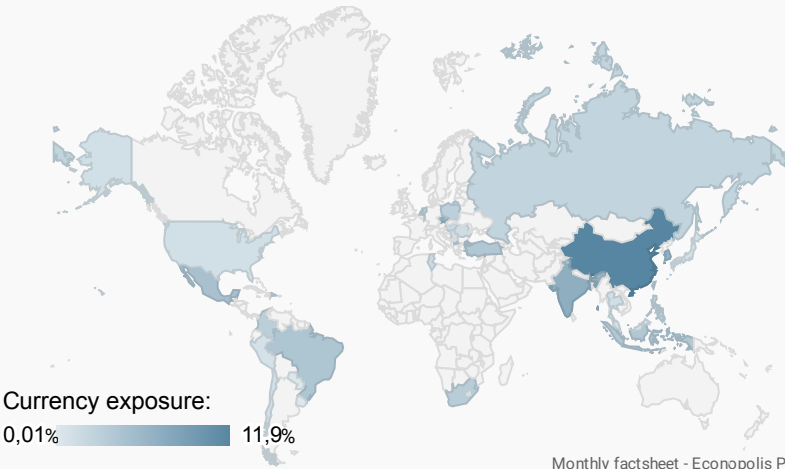 Currency exposure:
0,01% 11,9%
Monthly factsheet - Econopolis P